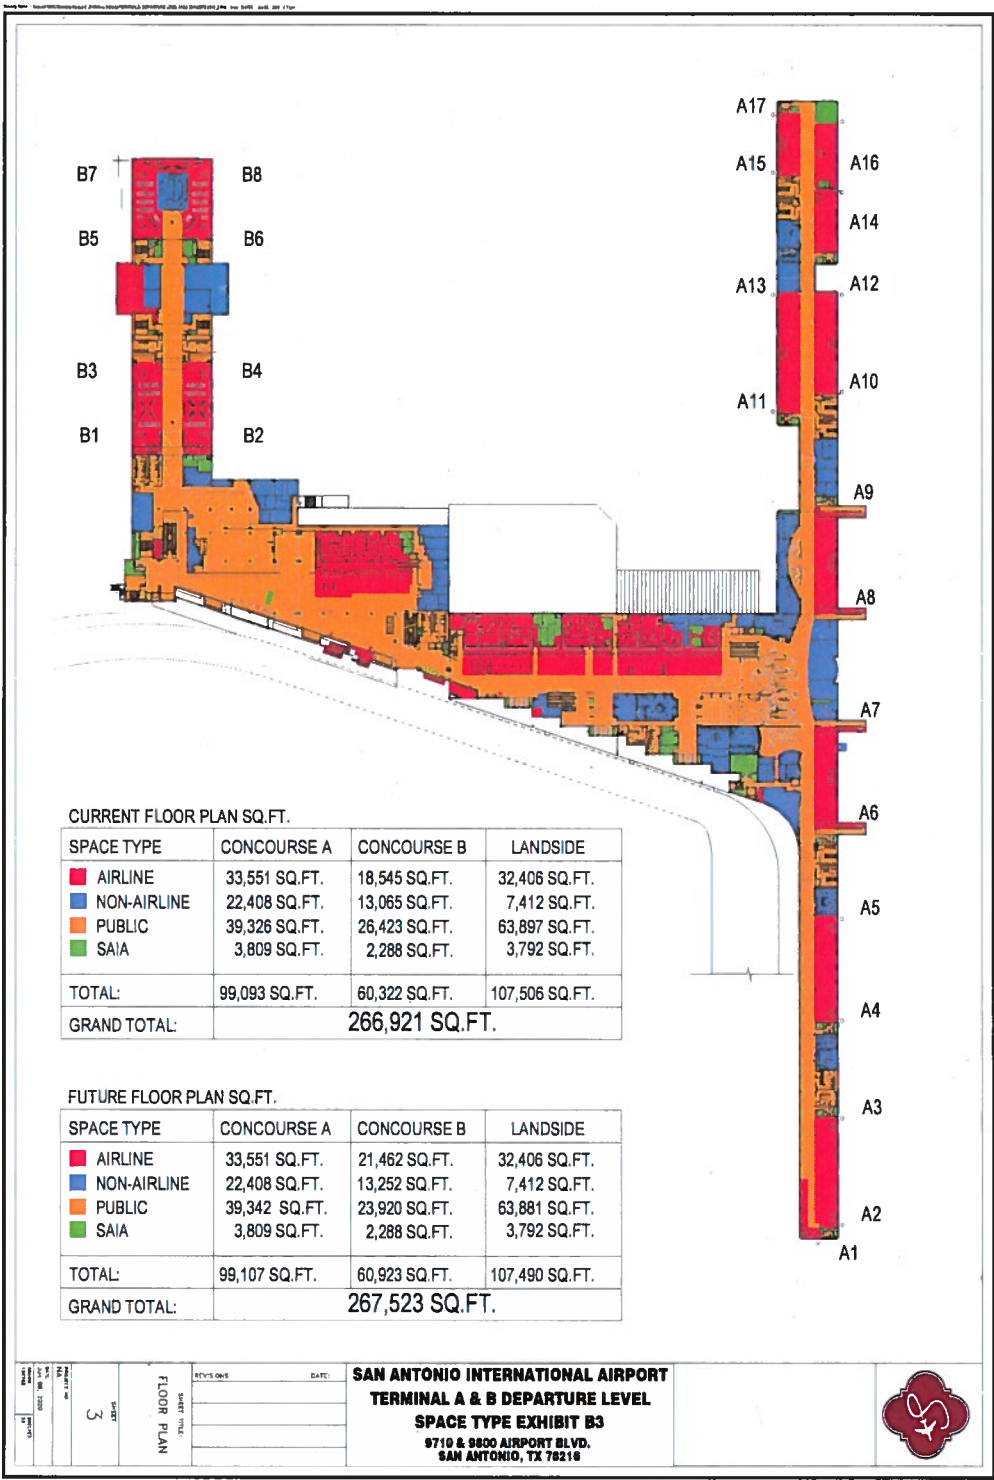 A17
A15
A16
B7
B8
A14
B5
B6
A13
A12
B3
B4
A10
A11
B1
B2
A9
A8
A7
A6
CURRENT FLOOR PLAN SQ.FT.
SPACE TYPE CONCOURSE A CONCOURSE B LANDSIDE
AIRLINE 33,551 SQ.FT. 18,545 SQ.FT. 32,406 SQ.FT.
NON-AIRLINE 22,408 SQ.FT. 13,065 SQ.FT. 7,412 SQ.FT.
PUBLIC 39,326 SQ.FT. 26,423 SQ.FT. 63,897 SQ.FT.
SAIA 3,809 SQ.FT. 2,288 SQ.FT. 3,792 SQ.FT.
TOTAL: 99,093 SQ.FT. 60,322 SQ.FT. 107,506 SQ.FT.
GRAND TOTAL: 266,921 SQ.FT.
A5
A4
A3
A2
A1
FUTURE FLOOR PLAN SQ.FT.
SPACE TYPE CONCOURSE A CONCOURSE B LANDSIDE
AIRLINE 33,551 SQ.FT. 21,462 SQ.FT. 32,406 SQ.FT.
NON-AIRLINE 22,408 SQ.FT. 13,252 SQ.FT. 7,412 SQ.FT.
PUBLIC 39,342 SQ.FT. 23,920 SQ.FT. 63,881 SQ.FT.
SAIA 3,809 SQ.FT. 2,288 SQ.FT. 3,792 SQ.FT.
TOTAL: 99,107 SQ.FT. 60,923 SQ.FT. 107,490 SQ.FT.
GRAND TOTAL: 267,523 SQ.FT.
SHEET
3
SHEET TITLE:
FLOOR PLAN
REVISIONS DATE:
SAN ANTONIO INTERNATIONAL AIRPORT
TERMINAL A & B DEPARTURE LEVEL
SPACE TYPE EXHIBIT B3
9710 & 9800 AIRPORT BLVD.
SAN ANTONIO, TX 78216